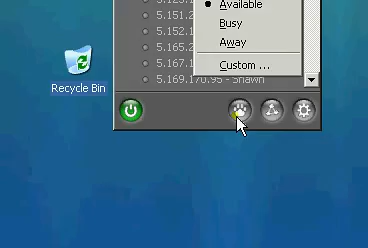 Available
5.151.2
Busy
5.152.1
Away
5.165.2
5.167.1
Custom ...
5.169.170.95 - Shawn
Recycle Bin